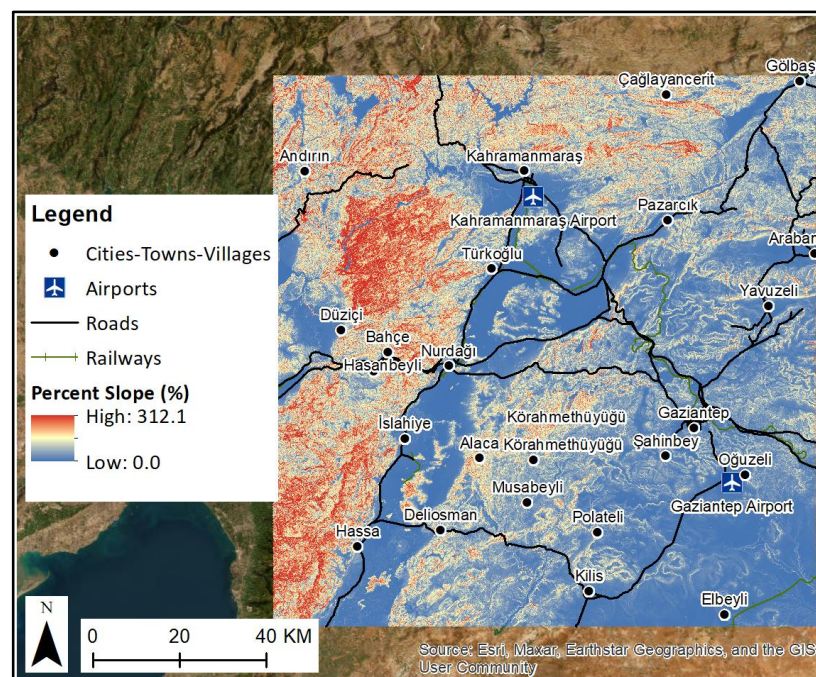 Gölbaş
Çağlayancerit
Andırın
Kahramanmaraş
Kahramanmaraş Airport
Pazarcık
Araban
Türkoğlu
Yavuzeli
Düziçi
Bahçe
Hasanbeyli
Nurdağı
İslahiye
Körahmethüyüğü
Gaziantep
Alaca
Körahmethüyüğü
Şahinbey
Oğuzeli
Musabeyli
Gaziantep Airport
Deliosman
Polateli
Hassa
Kilis
Elbeyli
Legend
Cities-Towns-Villages
Airports
Roads
Railways
Percent Slope (%)
High: 312.1
Low: 0.0
N
0 20 40 KM
Source: Esri, Maxar, Earthstar Geographics, and the GIS
User Community